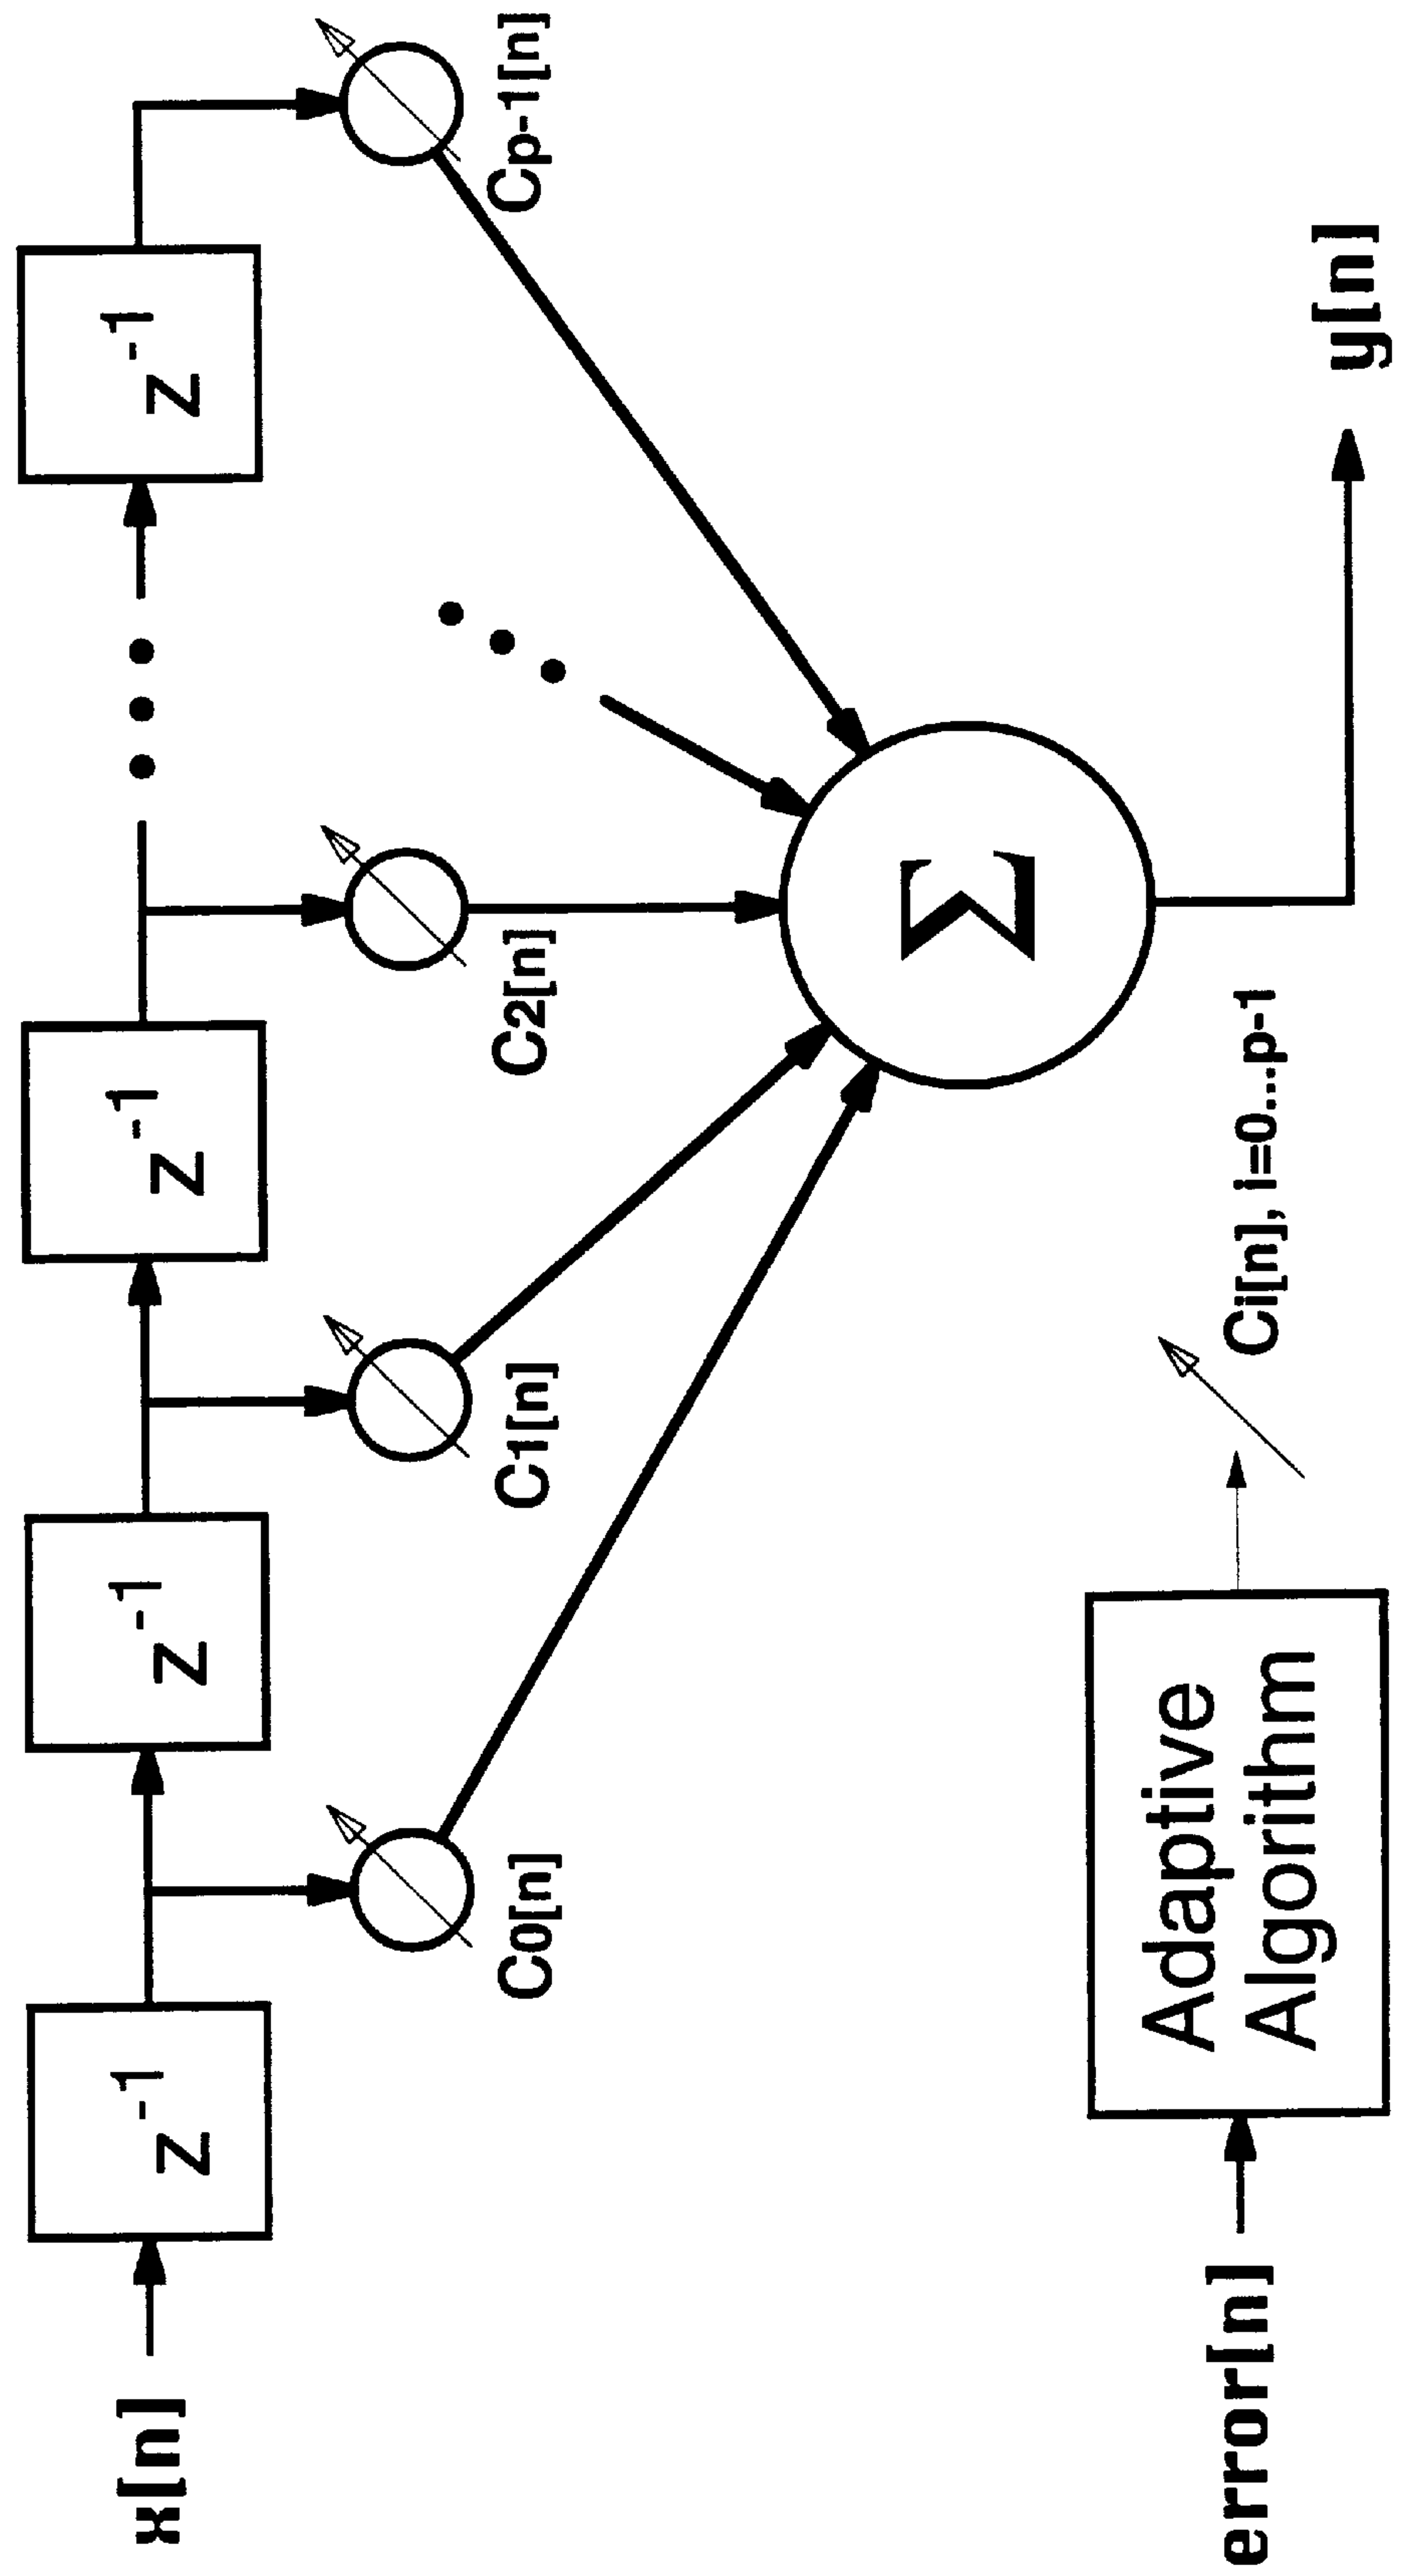 x[n]
z-1
z-1
z-1
z-1
C0[n]
C1[n]
C2[n]
Cp-1[n]
Σ
y[n]
error[n]
Adaptive
Algorithm
Ci[n], i=0...p-1